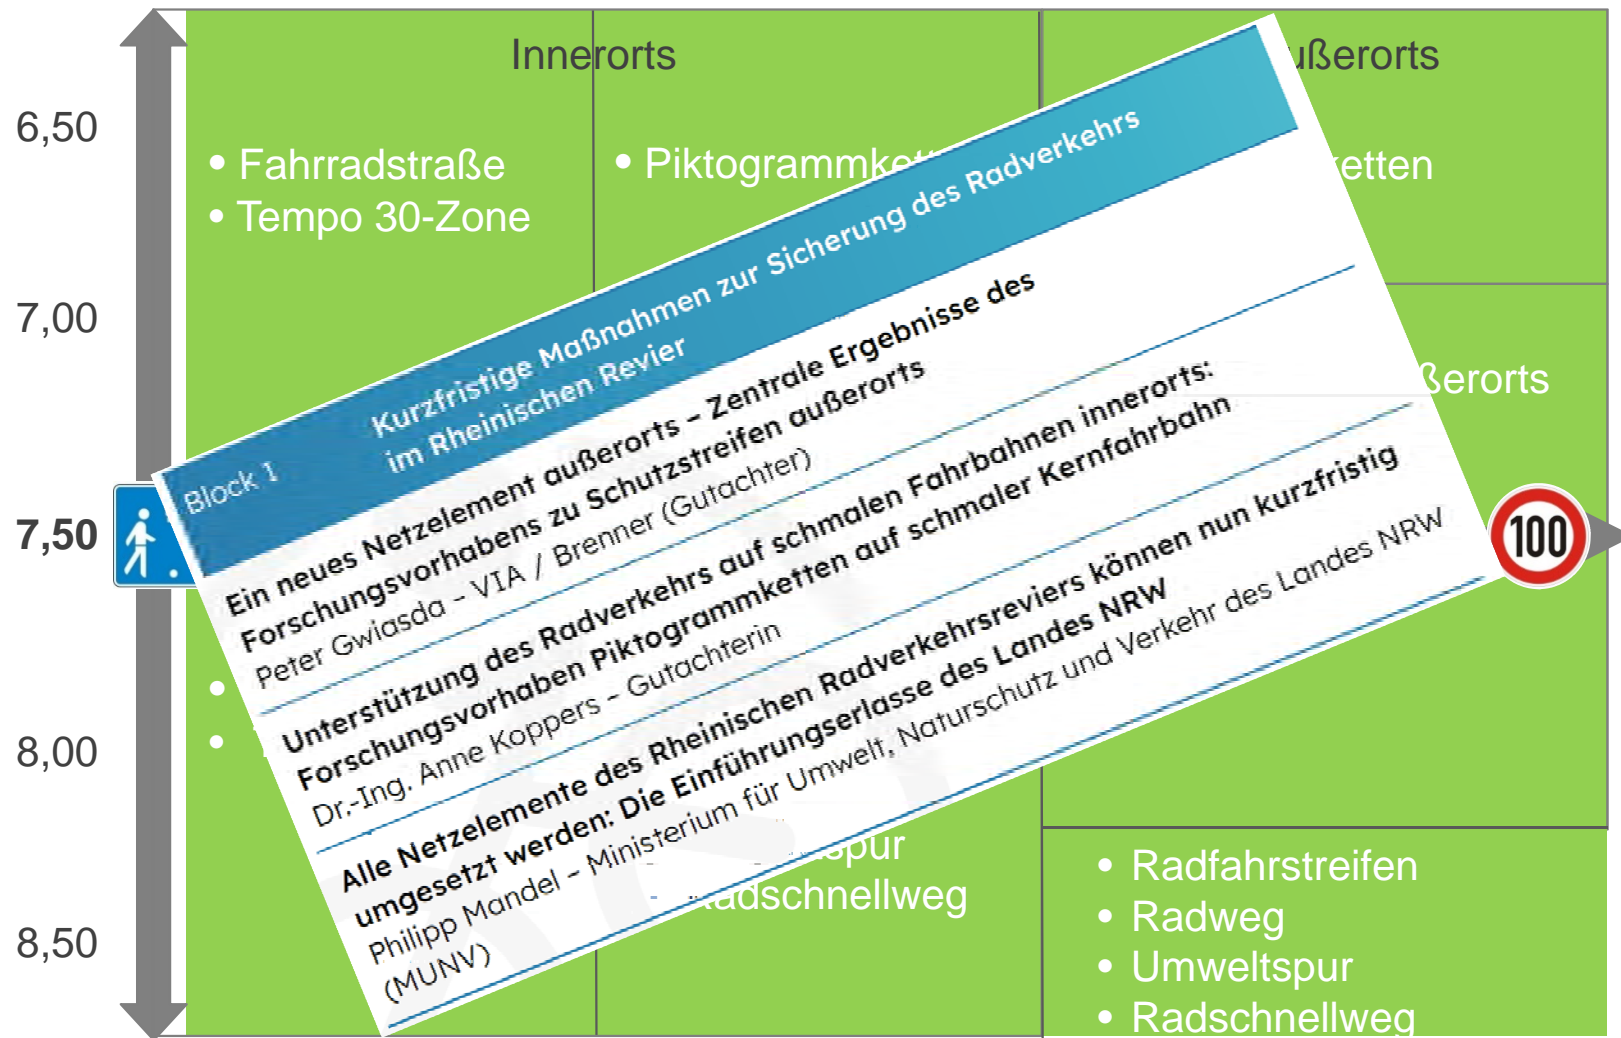 Innerorts
ußerorts
6,50
7,00
7,50
8,00
8,50
• Fahrradstraße
• Tempo 30-Zone
• Piktogrammkett
etten
ßerorts
100
Block 1
Kurzfristige Maßnahmen zur Sicherung des Radverkehrs
im Rheinischen Revier
Ein neues Netzelement außerorts – Zentrale Ergebnisse des
Forschungsvorhabens zu Schutzstreifen außerorts
Peter Gwiasda – VIA / Brenner (Gutachter)
Unterstützung des Radverkehrs auf schmalen Fahrbahnen innerorts:
Forschungsvorhaben Piktogrammketten auf schmaler Kernfahrbahn
Dr.-Ing. Anne Koppers – Gutachterin
Alle Netzelemente des Rheinischen Radverkehrsreviers können nun kurzfristig
umgesetzt werden: Die Einführungserlasse des Landes NRW
Philipp Mandel – Ministerium für Umwelt, Naturschutz und Verkehr des Landes NRW
(MUNV)
spur
Radschnellweg
• Radfahrstreifen
• Radweg
• Umweltspur
• Radschnellweg